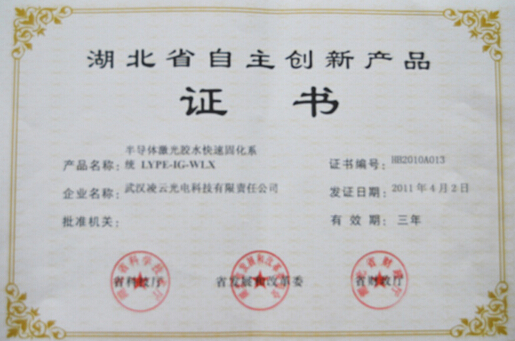 湖北省自主创新产品
证 书
半导体激光胶水快速固化系
产品名称：统 LYPE-IG-WLX
证书编号：HB2010A013
企业名称：武汉凌云光电科技有限责任公司
发证日期：2011年4月2日
批准机关：
有 效 期：三年
省科技厅
省发展和改革委
省财政厅